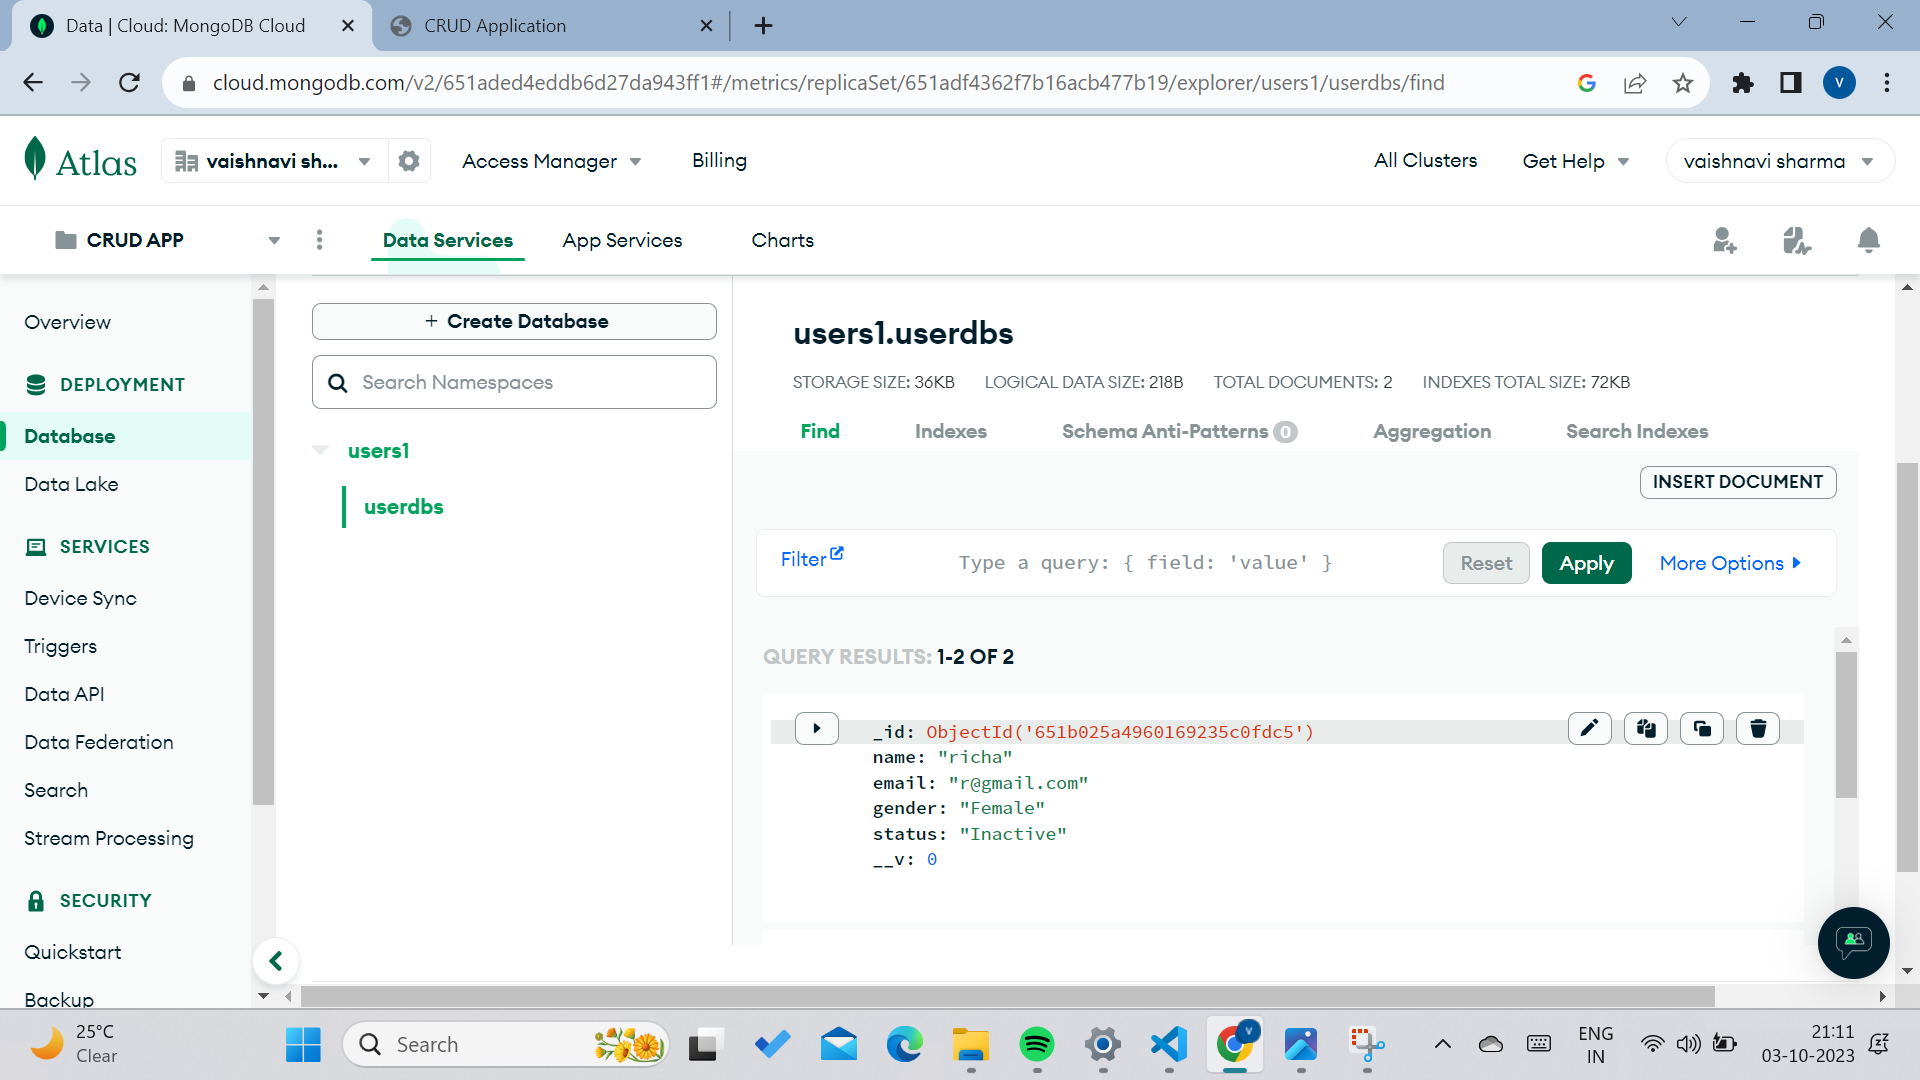 Data | Cloud: MongoDB Cloud
CRUD Application
cloud.mongodb.com/v2/651aded4eddb6d27da943ff1#/metrics/replicaSet/651adf4362f7b16acb477b19/explorer/users1/userdbs/find
V
Atlas
vaishnavi sh...
Access Manager
Billing
All Clusters
Get Help
vaishnavi sharma
CRUD APP
Data Services
App Services
Charts
Overview
DEPLOYMENT
Database
Data Lake
SERVICES
Device Sync
Triggers
Data API
Data Federation
Search
Stream Processing
SECURITY
Quickstart
Backup
+ Create Database
Search Namespaces
users1
userdbs
users1.userdbs
STORAGE SIZE: 36KB LOGICAL DATA SIZE: 218B TOTAL DOCUMENTS: 2 INDEXES TOTAL SIZE: 72KB
Find Indexes Schema Anti-Patterns 0 Aggregation Search Indexes
INSERT DOCUMENT
Filter Type a query: { field: 'value' } Reset Apply More Options
QUERY RESULTS: 1-2 OF 2
_id: ObjectId('651b025a4960169235c0fdc5')
name: "richa"
email: "r@gmail.com"
gender: "Female"
status: "Inactive"
__v: 0
25°C
Clear
Search
V
ENG
IN
21:11
03-10-2023